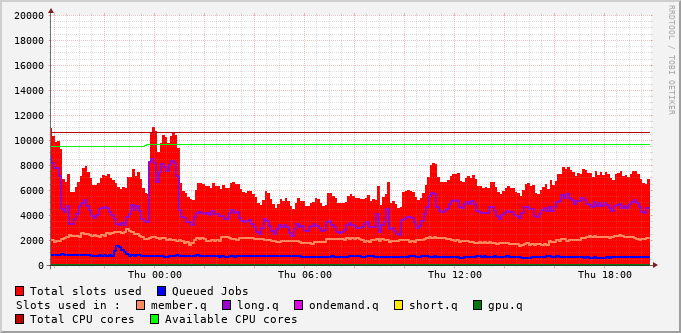 20000
18000
16000
14000
12000
10000
8000
6000
4000
2000
0
Thu 00:00 Thu 06:00 Thu 12:00 Thu 18:00
RRDTOOL / TOBI OETIKER
Total slots used Queued Jobs
Slots used in : member.q long.q ondemand.q short.q gpu.q
Total CPU cores Available CPU cores